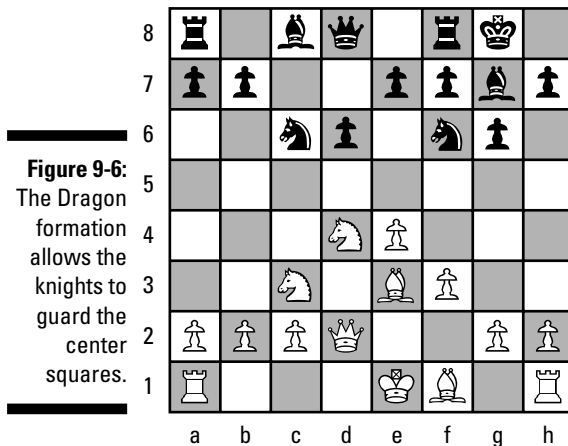 Figure 9-6:
The Dragon
formation
allows the
knights to
guard the
center
squares.
8
7
6
5
4
3
2
1
a b c d e f g h